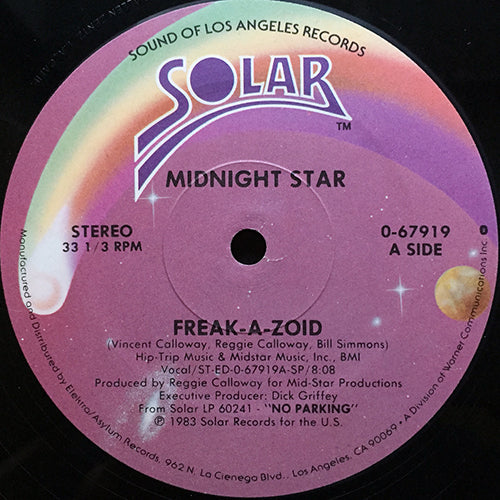 SOUND OF LOS ANGELES RECORDS
SOLAR
TM
MIDNIGHT STAR
STEREO
33 1/3 RPM
0-67919
A SIDE
FREAK-A-ZOID
(Vincent Calloway, Reggie Calloway, Bill Simmons)
Hip-Trip Music & Midstar Music, Inc., BMI
Vocal/ST-ED-0-67919A-SP/8:08
Produced by Reggie Calloway for Mid-Star Productions
Executive Producer: Dick Griffey
From Solar LP 60241 - "NO PARKING"
℗ 1983 Solar Records for the U.S.
Manufactured and Distributed by Elektra/Asylum Records, 962 N. La Cienega Blvd., Los Angeles, CA 90069 • A Division of Warner Communications Inc. 0